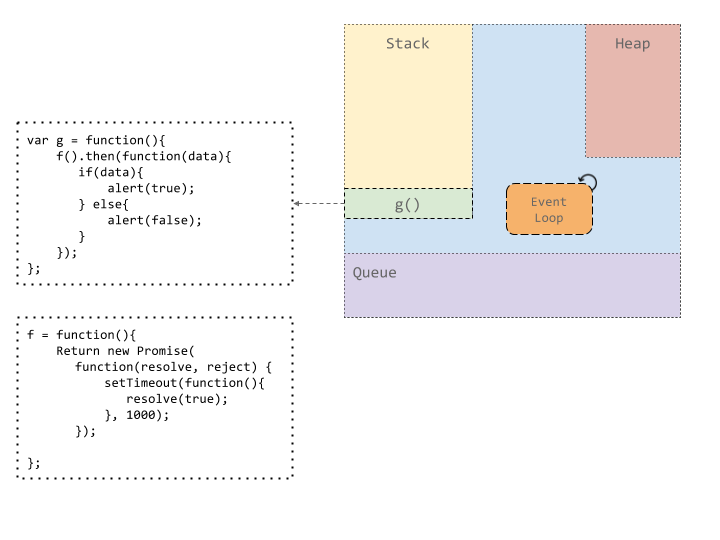 Stack
Heap
var g = function(){
f().then(function(data){
if(data){
alert(true);
} else{
alert(false);
}
});
};
g()
Event
Loop
Queue
f = function(){
Return new Promise(
function(resolve, reject) {
setTimeout(function(){
resolve(true);
}, 1000);
});
};